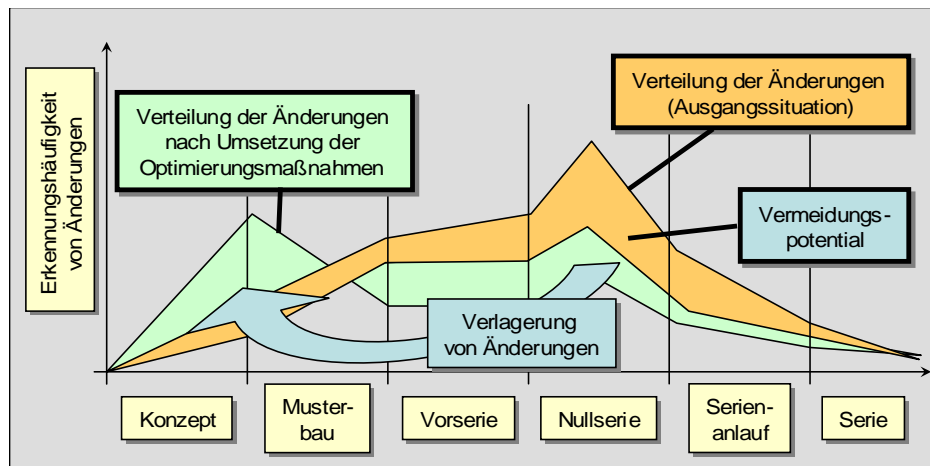 Erkennungshäufigkeit
von Änderungen
Verteilung der Änderungen
nach Umsetzung der
Optimierungsmaßnahmen
Verteilung der Änderungen
(Ausgangssituation)
Vermeidungs-
potential
Verlagerung
von Änderungen
Konzept
Muster-
bau
Vorserie
Nullserie
Serien-
anlauf
Serie